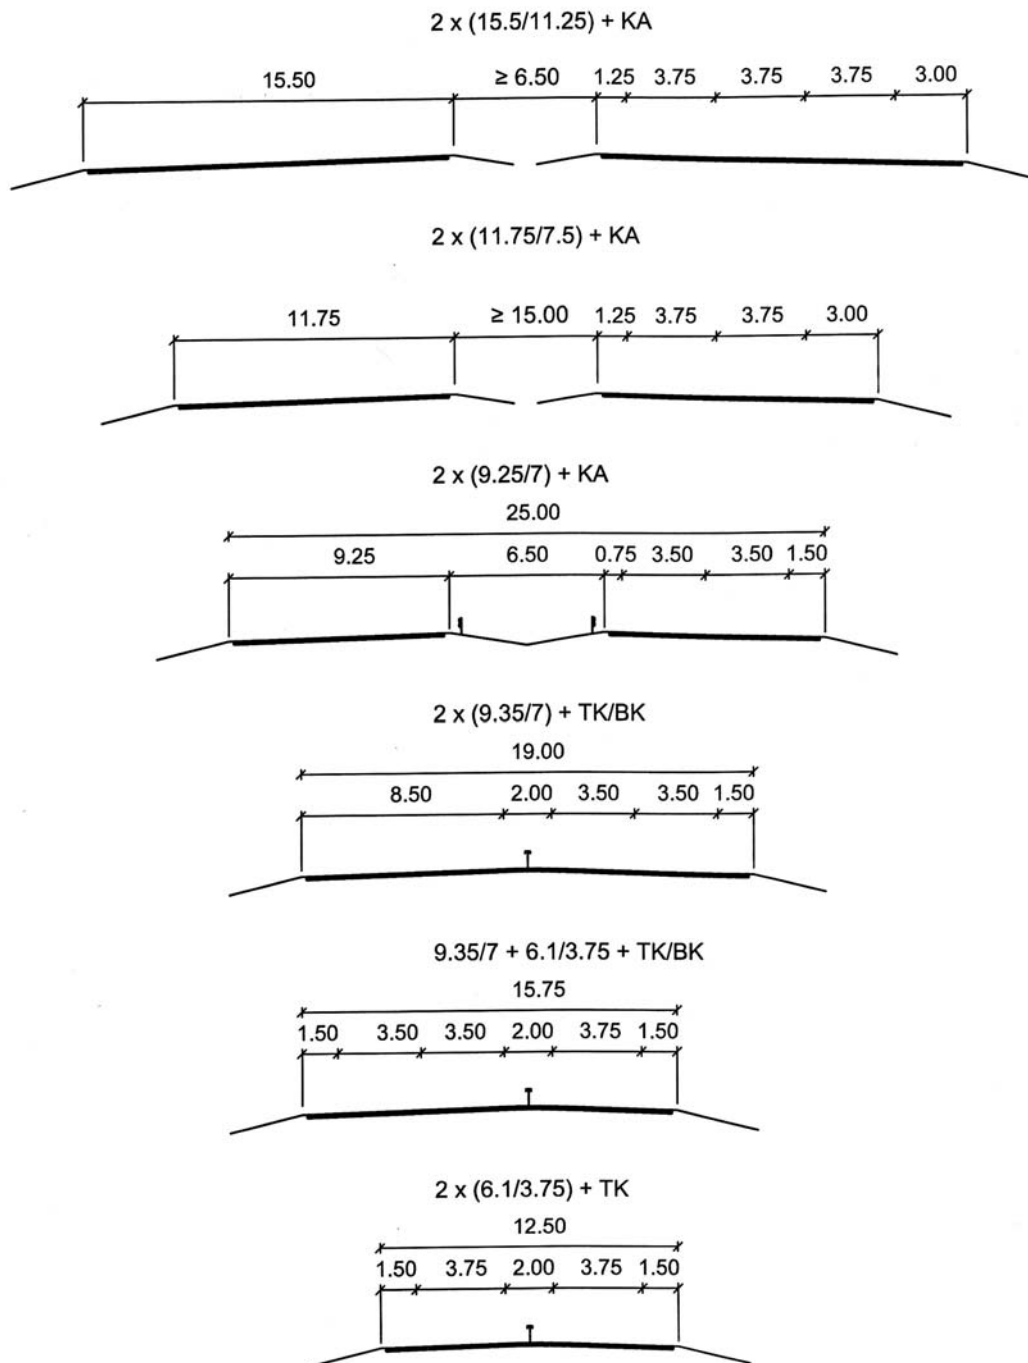 2 x (15.5/11.25) + KA
15.50 ≥ 6.50 1.25 3.75 3.75 3.75 3.00
2 x (11.75/7.5) + KA
11.75 ≥ 15.00 1.25 3.75 3.75 3.00
2 x (9.25/7) + KA
25.00
9.25 6.50 0.75 3.50 3.50 1.50
2 x (9.35/7) + TK/BK
19.00
8.50 2.00 3.50 3.50 1.50
9.35/7 + 6.1/3.75 + TK/BK
15.75
1.50 3.50 3.50 2.00 3.75 1.50
2 x (6.1/3.75) + TK
12.50
1.50 3.75 2.00 3.75 1.50